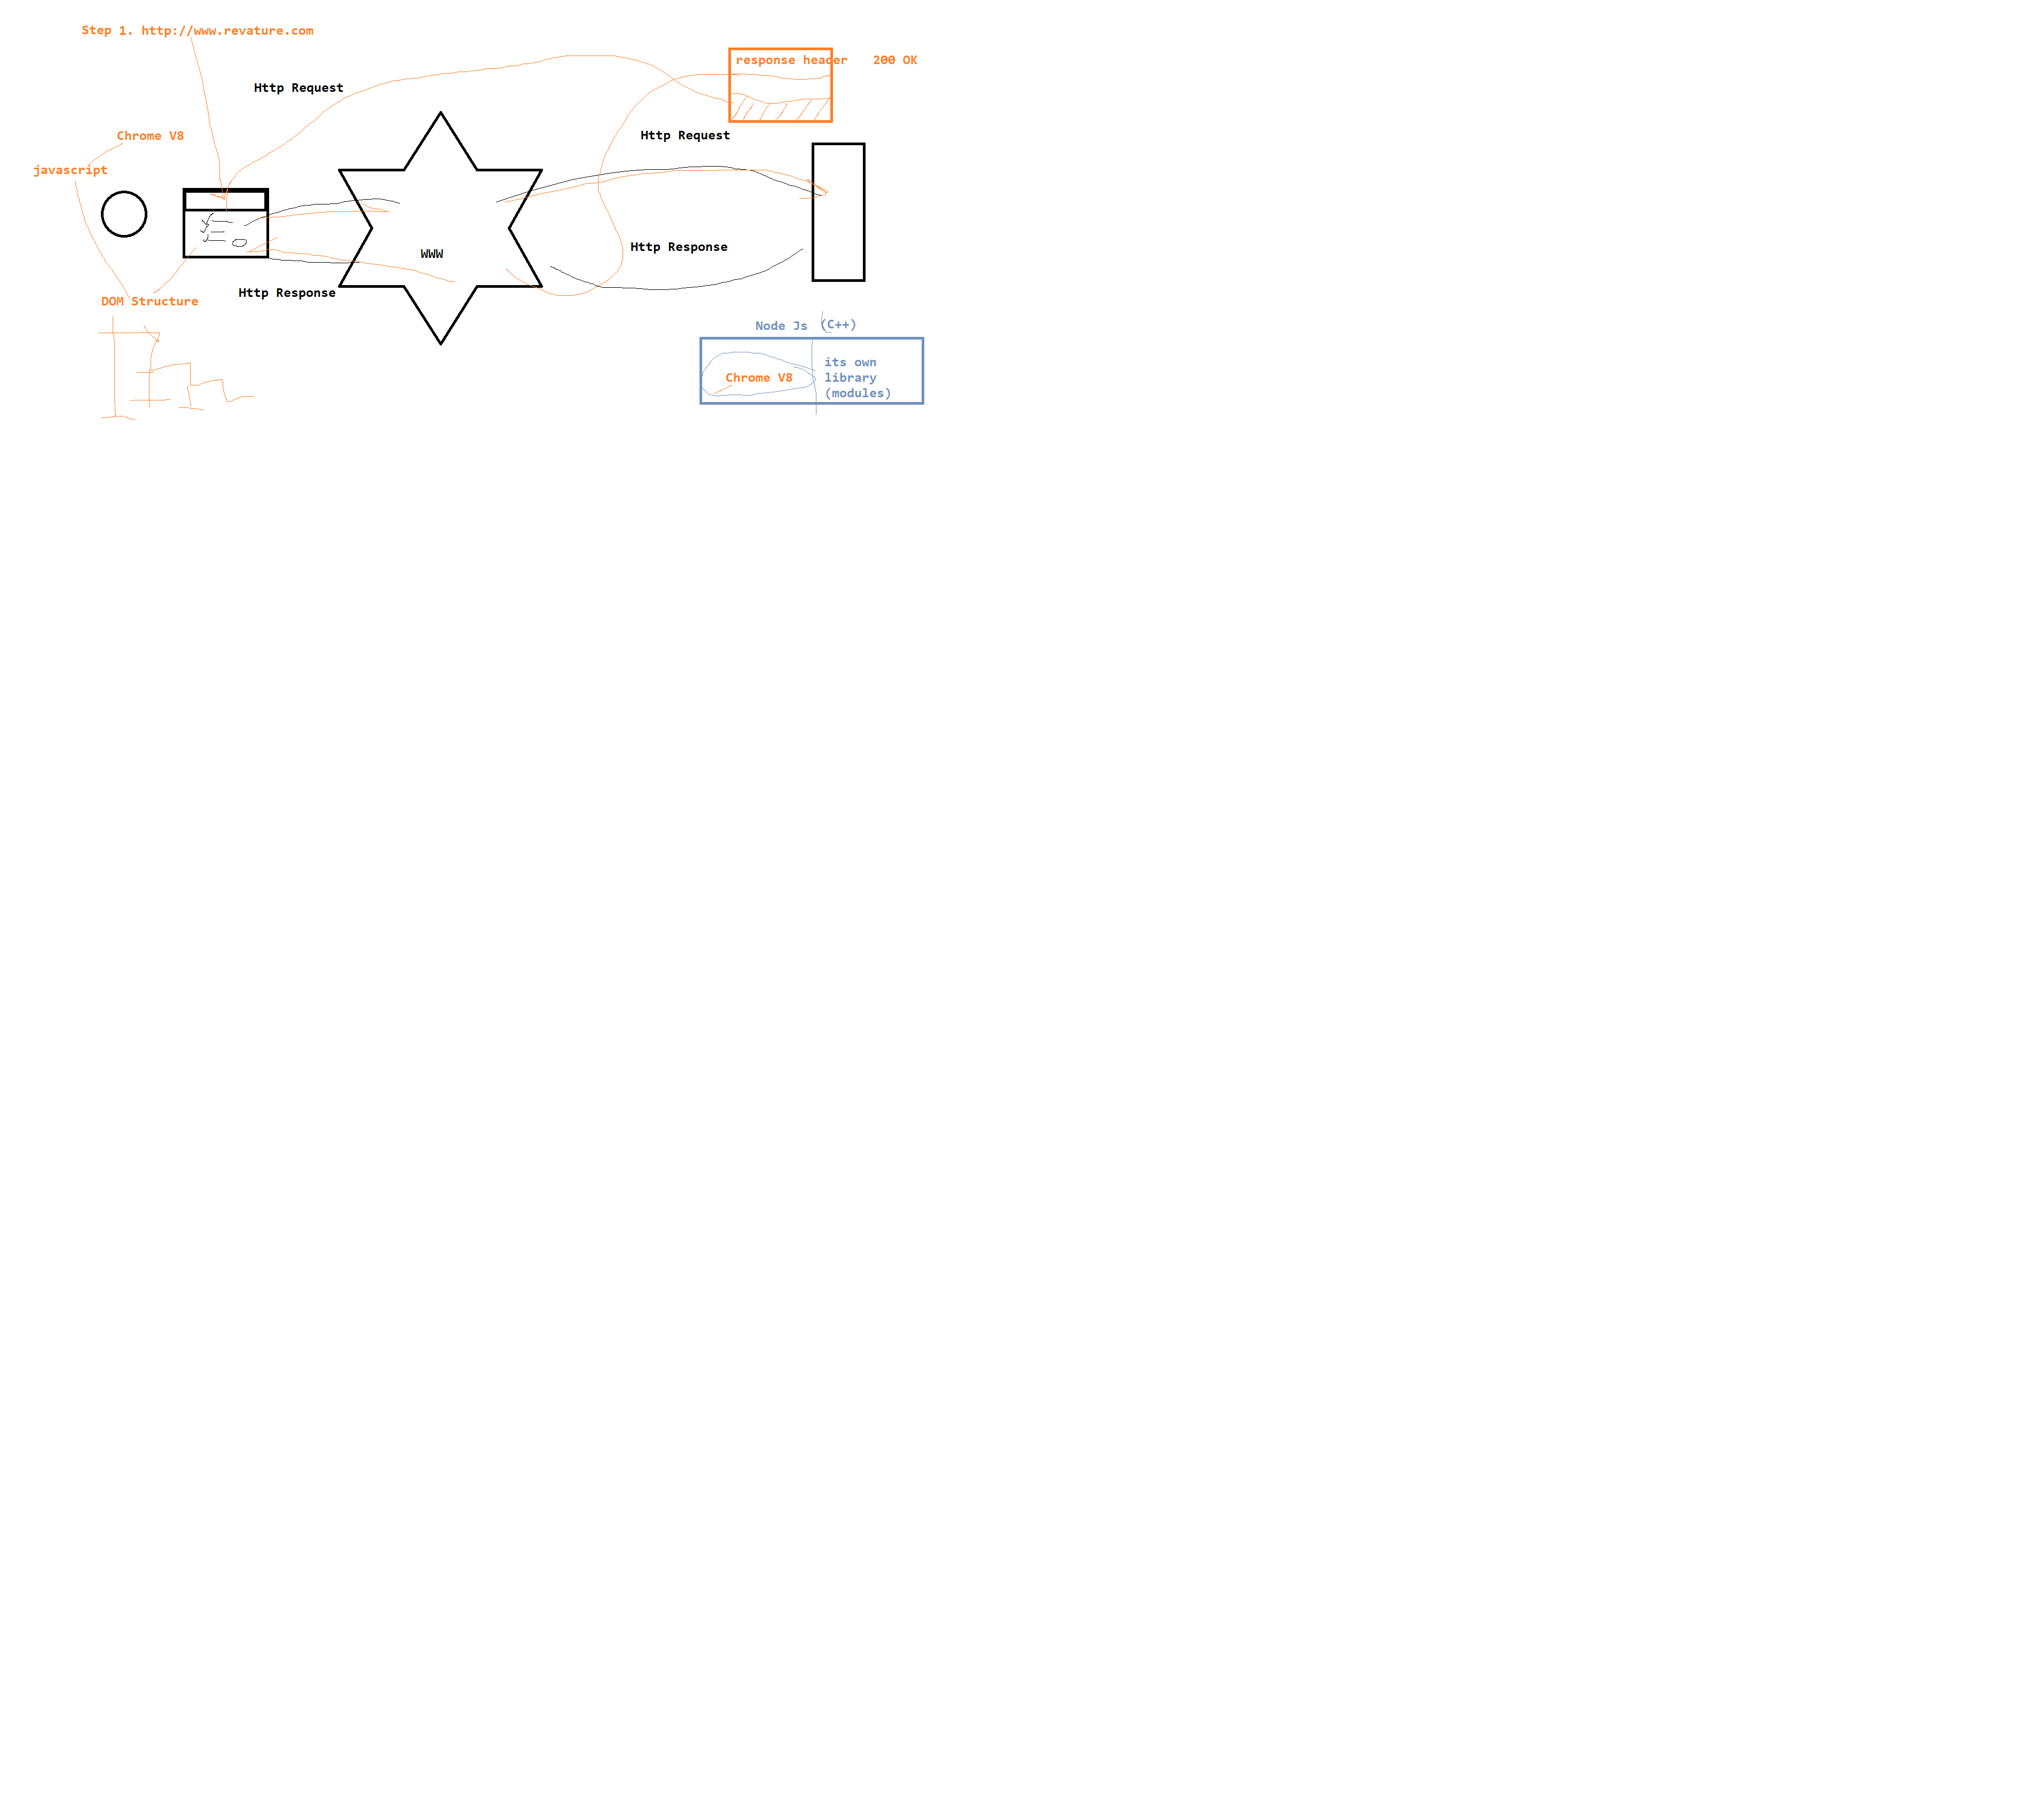 Step 1. http://www.revature.com
response header 200 OK
Http Request
Http Request
Chrome V8
javascript
Http Response
WWW
Http Response
DOM Structure
Node Js (C++)
its own
library
(modules)
Chrome V8